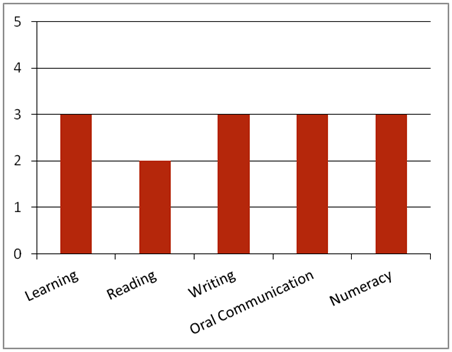 5
4
3
2
1
0
Learning
Reading
Writing
Oral Communication
Numeracy